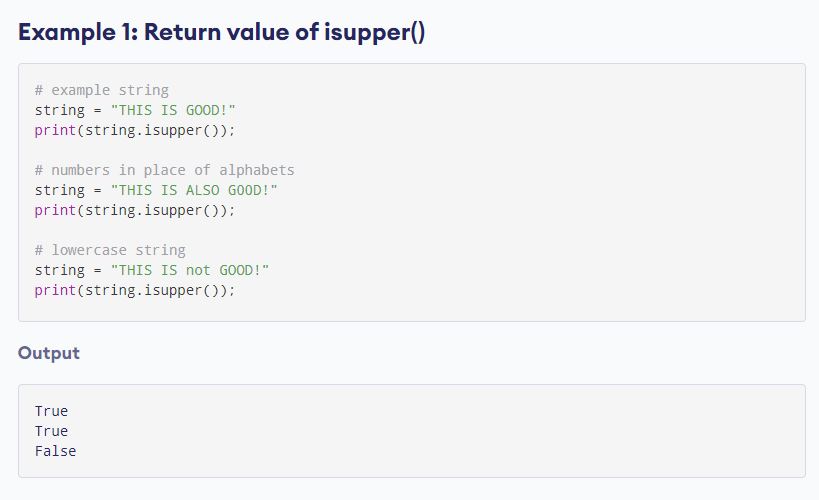 Example 1: Return value of isupper()
# example string
string = "THIS IS GOOD!"
print(string.isupper());
# numbers in place of alphabets
string = "THIS IS ALSO G00D!"
print(string.isupper());
# lowercase string
string = "THIS IS not GOOD!"
print(string.isupper());
Output
True
True
False